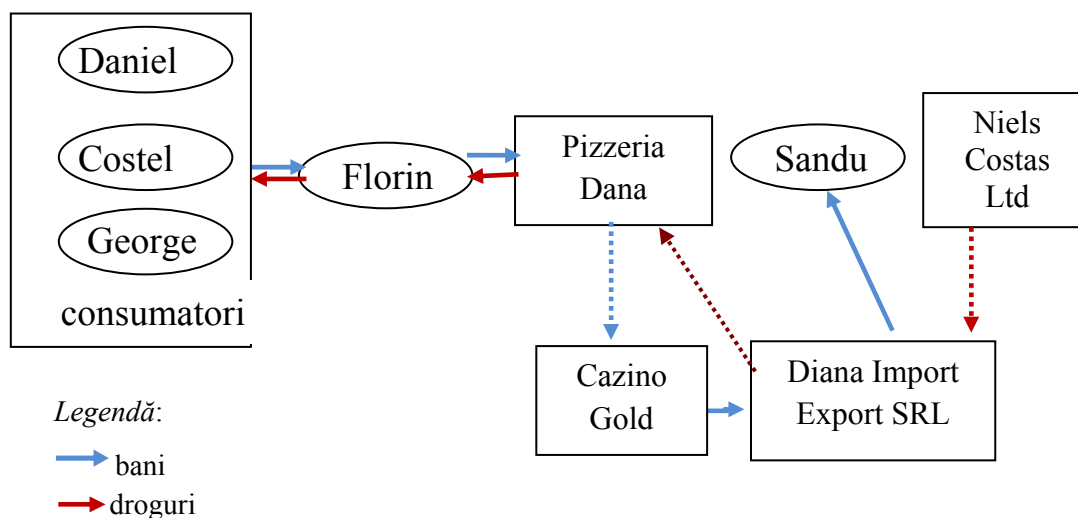 Daniel
Costel
George
consumatori
Florin
Pizzeria
Dana
Sandu
Niels
Costas
Ltd
Cazino
Gold
Diana Import
Export SRL
Legendă:
bani
droguri